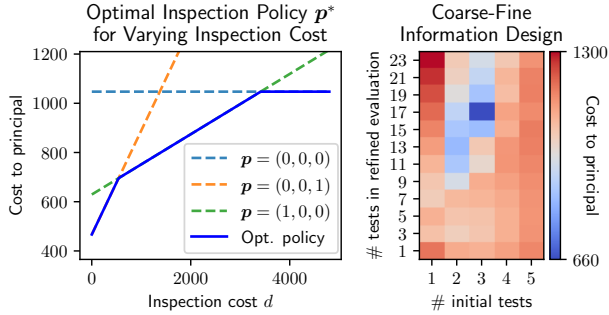 Optimal Inspection Policy p*
for Varying Inspection Cost
Cost to principal
1200
1000
800
600
400
0
2000
4000
Inspection cost d
p = (0, 0, 0)
p = (0, 0, 1)
p = (1, 0, 0)
Opt. policy
Coarse-Fine
Information Design
# tests in refined evaluation
23
21
19
17
15
13
11
9
7
5
3
1
1 2 3 4 5
# initial tests
1300
Cost to principal
660